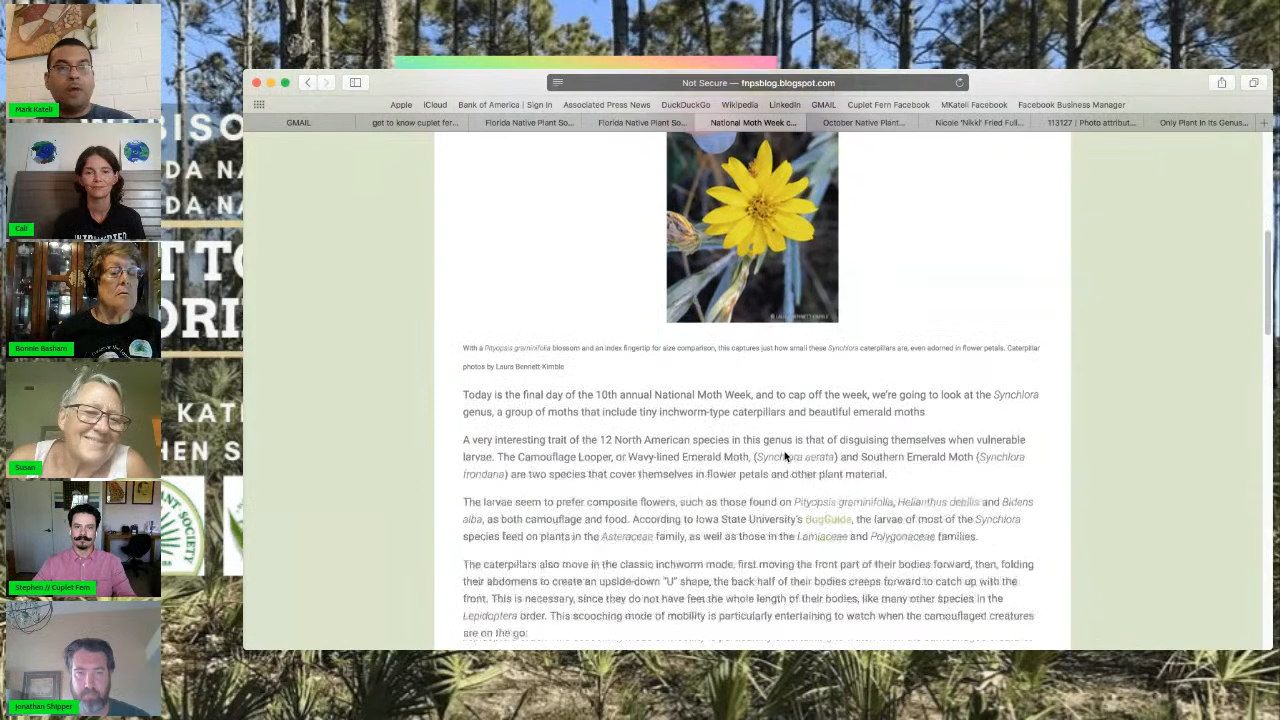 Mark Kateli
Cali
Bonnie Basham
Susan
Stephen // Cuplet Fern
Jonathan Shipper
BISO
DA NA
DA NA
T TO
ORI
KAT
HEN S
ANT SOCIETY
Not Secure — fnpsblog.blogspot.com
Apple iCloud Bank of America | Sign In Associated Press News DuckDuckGo Wikipedia LinkedIn GMAIL Cuplet Fern Facebook MKateli Facebook Facebook Business Manager
GMAIL get to know cuplet fer... Florida Native Plant So... Florida Native Plant So... National Moth Week c... October Native Plant... Nicole 'Nikki' Fried Full... 113127 | Photo attribut... Only Plant In Its Genus...
With a Pityopsis graminifolia blossom and an index fingertip for size comparison, this captures just how small these Synchlora caterpillars are, even adorned in flower petals. Caterpillar
photos by Laura Bennett-Kimble
Today is the final day of the 10th annual National Moth Week, and to cap off the week, we're going to look at the Synchlora
genus, a group of moths that include tiny inchworm-type caterpillars and beautiful emerald moths
A very interesting trait of the 12 North American species in this genus is that of disguising themselves when vulnerable
larvae. The Camouflage Looper, or Wavy-lined Emerald Moth, (Synchlora aerata) and Southern Emerald Moth (Synchlora
frondaria) are two species that cover themselves in flower petals and other plant material.
The larvae seem to prefer composite flowers, such as those found on Pityopsis graminifolia, Helianthus debilis and Bidens
alba, as both camouflage and food. According to Iowa State University's BugGuide, the larvae of most of the Synchlora
species feed on plants in the Asteraceae family, as well as those in the Lamiaceae and Polygonaceae families.
The caterpillars also move in the classic inchworm mode, first moving the front part of their bodies forward, then, folding
their abdomens to create an upside-down "U" shape, the back half of their bodies creeps forward to catch up with the
front. This is necessary, since they do not have feet the whole length of their bodies, like many other species in the
Lepidoptera order. This scooching mode of mobility is particularly entertaining to watch when the camouflaged creatures
are on the go: